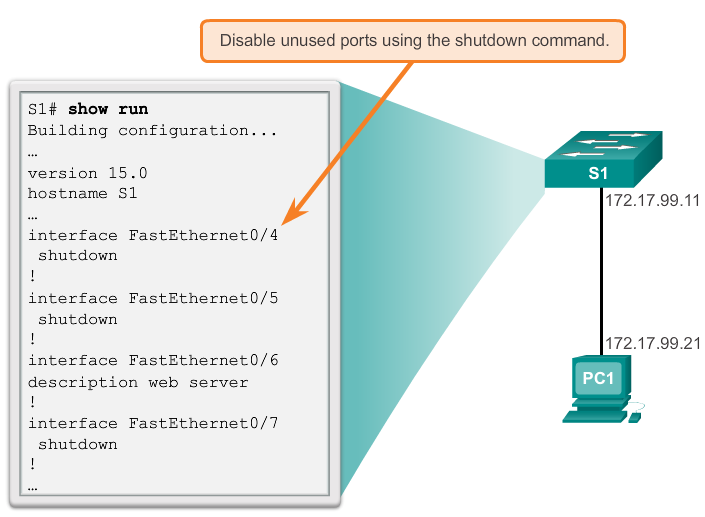 Disable unused ports using the shutdown command.
S1# show run
Building configuration...
…
version 15.0
hostname S1
…
interface FastEthernet0/4
shutdown
!
interface FastEthernet0/5
shutdown
!
interface FastEthernet0/6
description web server
!
interface FastEthernet0/7
shutdown
!
…
S1
172.17.99.11
172.17.99.21
PC1